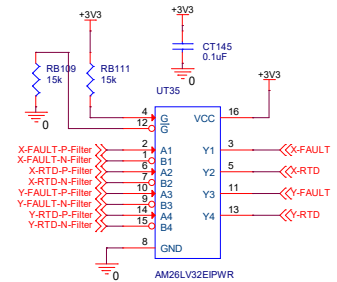 +3V3
+3V3
RB109
15k
RB111
15k
CT145
0.1uF
0
0
+3V3
UT35
4 G VCC 16
12 G
X-FAULT-P-Filter 2 A1 Y1 3 X-FAULT
X-FAULT-N-Filter 1 B1
X-RTD-P-Filter 6 A2 Y2 5 X-RTD
X-RTD-N-Filter 7 B2
Y-FAULT-P-Filter 10 A3 Y3 11 Y-FAULT
Y-FAULT-N-Filter 9 B3
Y-RTD-P-Filter 14 A4 Y4 13 Y-RTD
Y-RTD-N-Filter 15 B4
8 GND
0
AM26LV32EIPWR